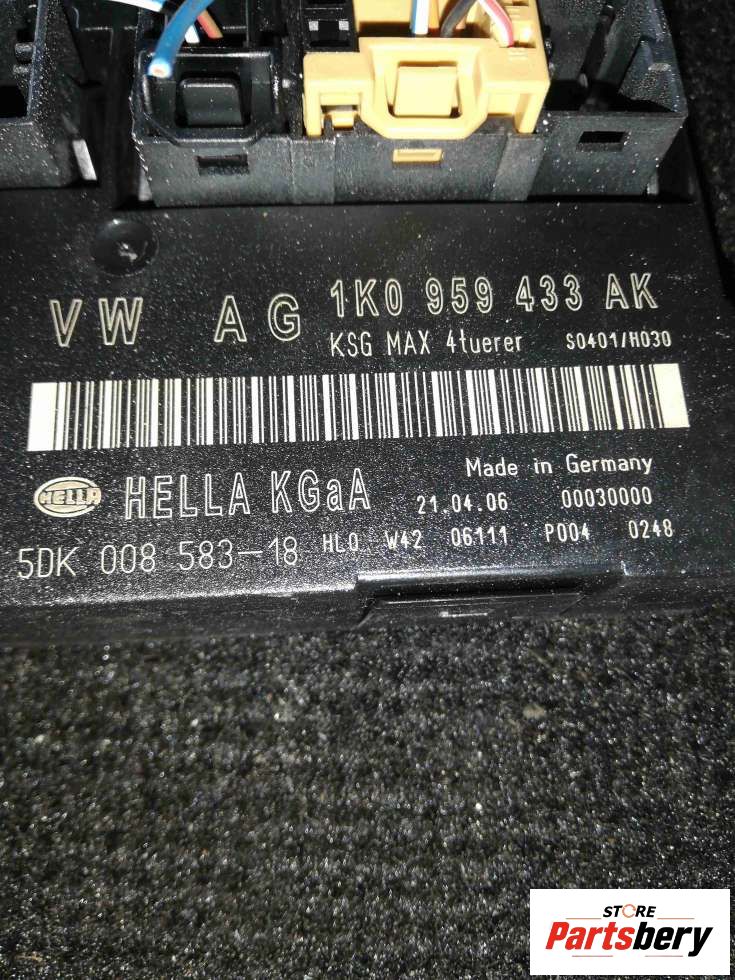 VW AG 1K0 959 433 AK
KSG MAX 4tuerer S0401/H030
Made in Germany
HELLA HELLA KGaA 21.04.06 00030000
5DK 008 583-18 HL0 W42 06111 P004 0248
STORE
Partsbery